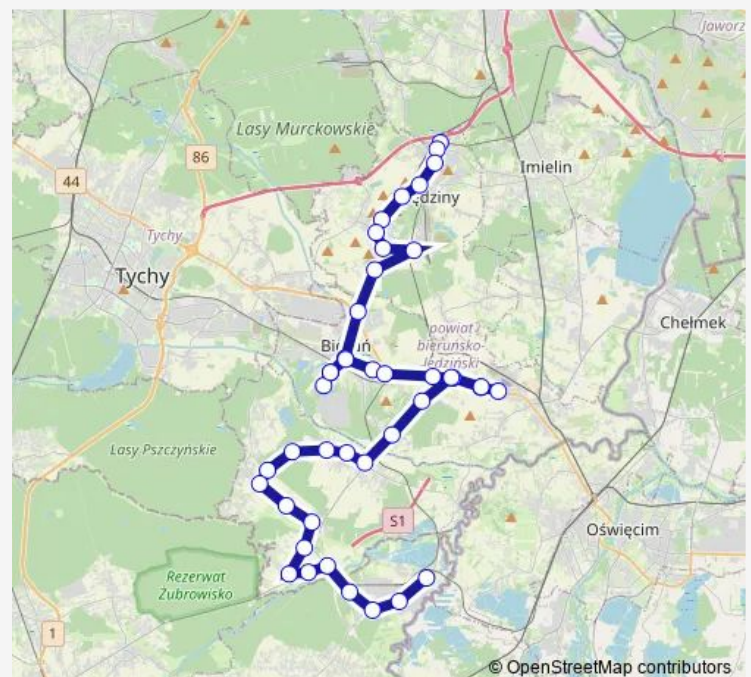 Jaworz
Lasy Murckowskie
86
Imielin
44
ędziny
Tychy
Tychy
Chełmek
powiat
bieruńsko-
lędziński
Bieruń
Lasy Pszczyńskie
S1
Oświęcim
Rezerwat
Żubrowisko
1
© OpenStreetMap contributors